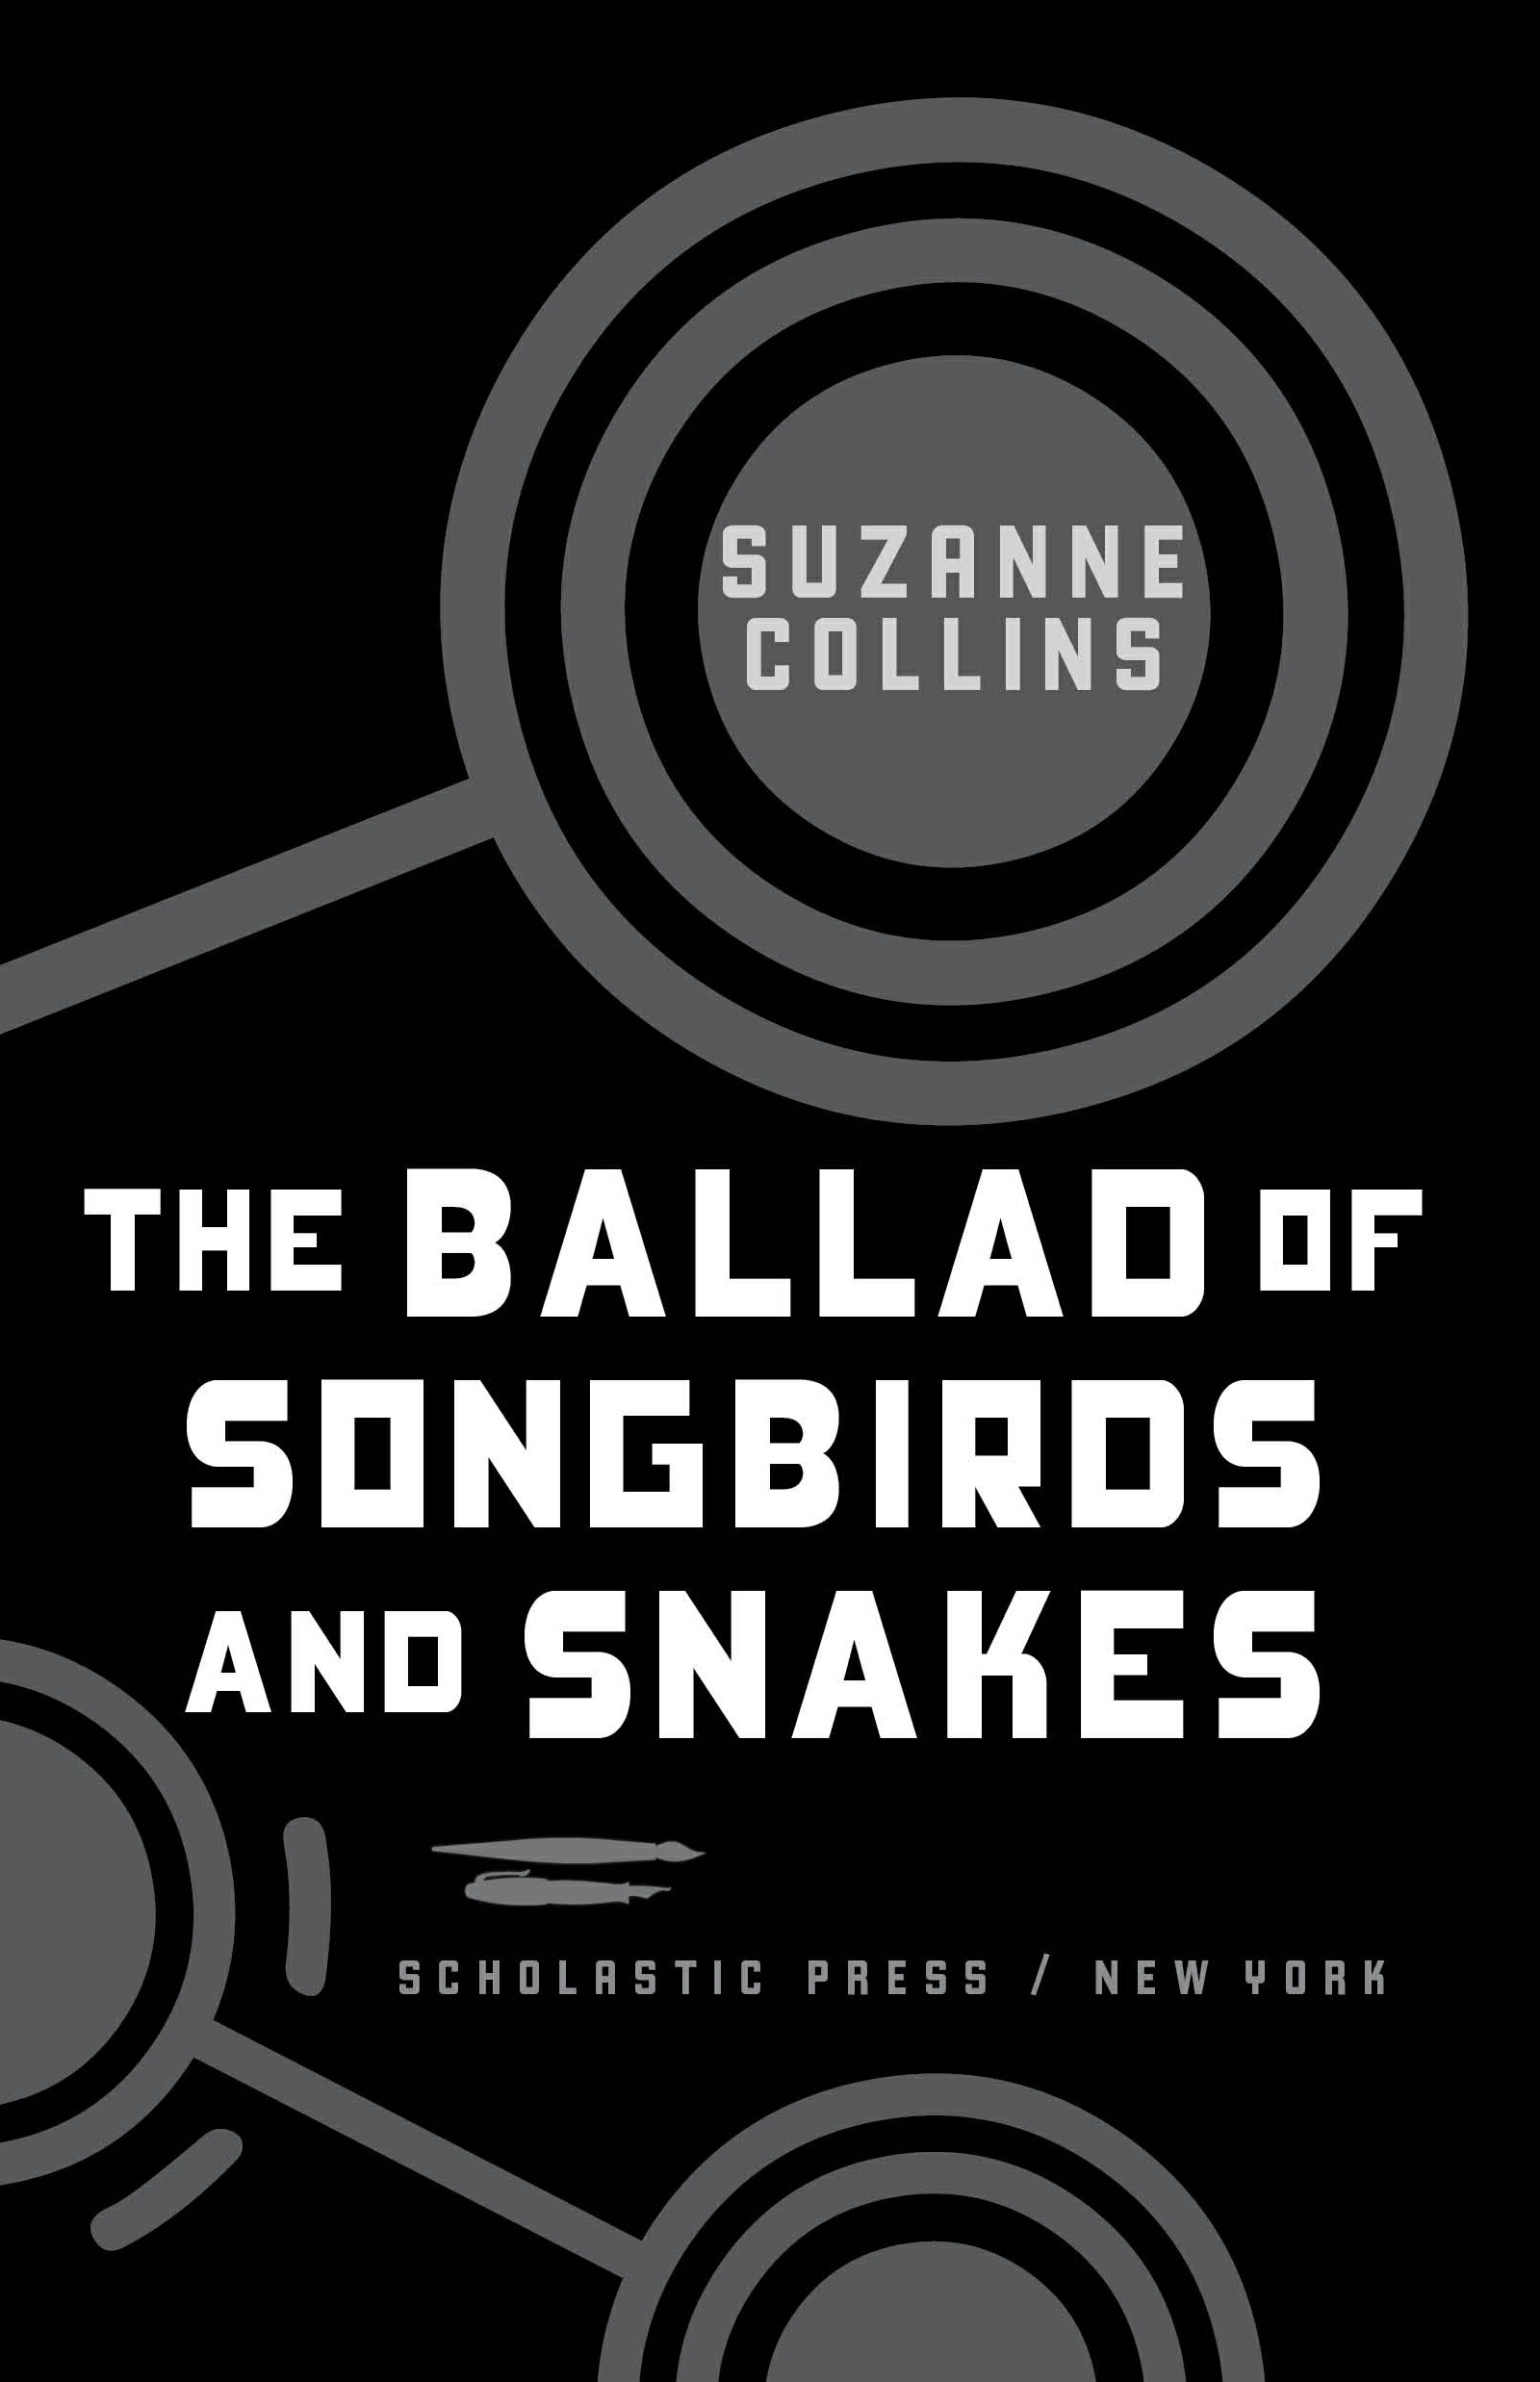 SUZANNE
COLLINS
THE BALLAD OF
SONGBIRDS
AND SNAKES
SCHOLASTIC PRESS / NEW YORK